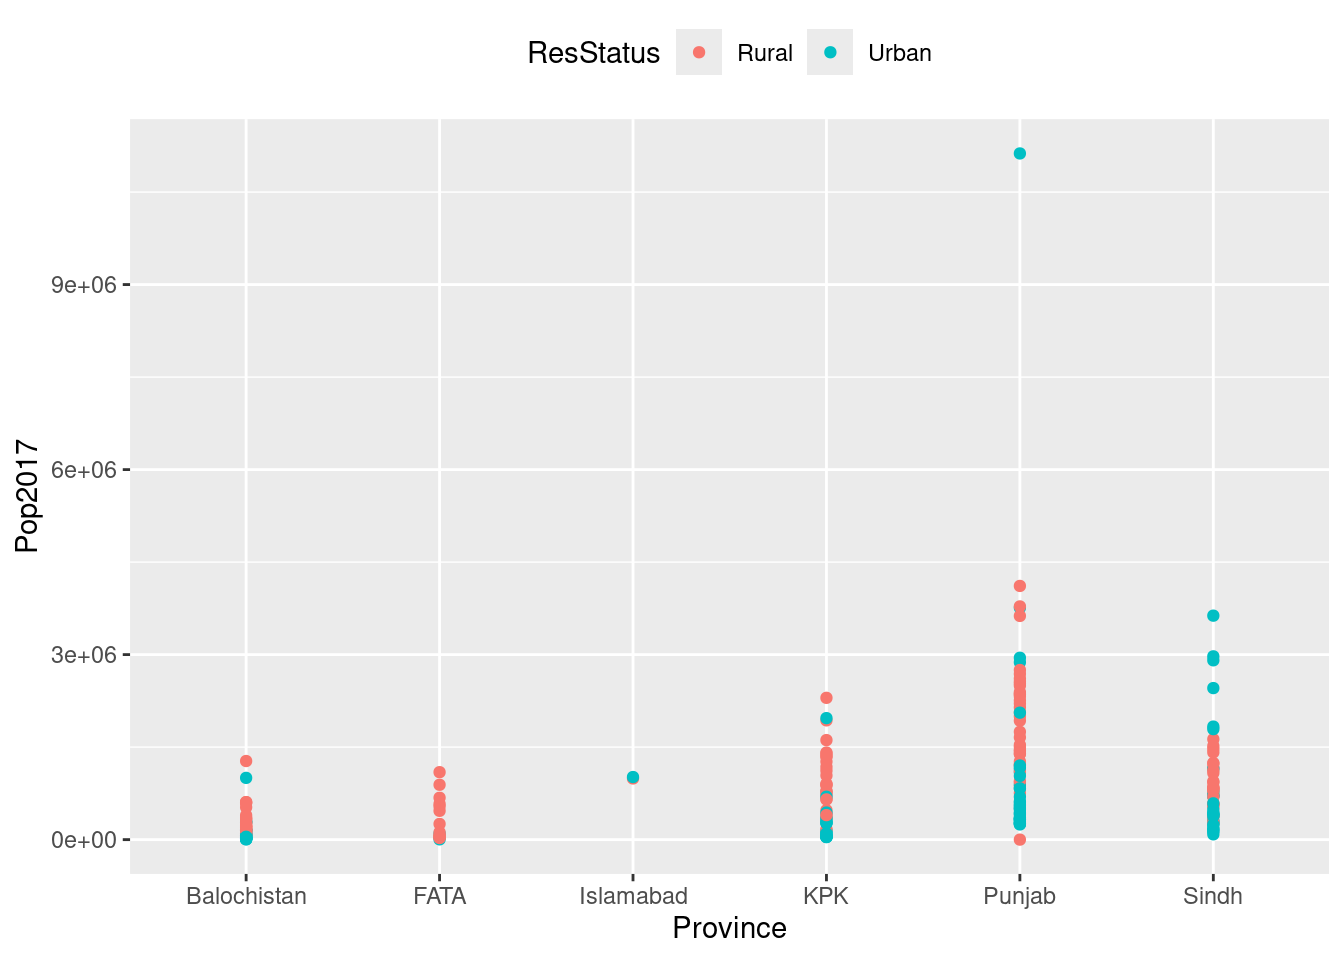 ResStatus Rural Urban
9e+06
6e+06
3e+06
0e+00
Pop2017
Balochistan FATA Islamabad KPK Punjab Sindh
Province